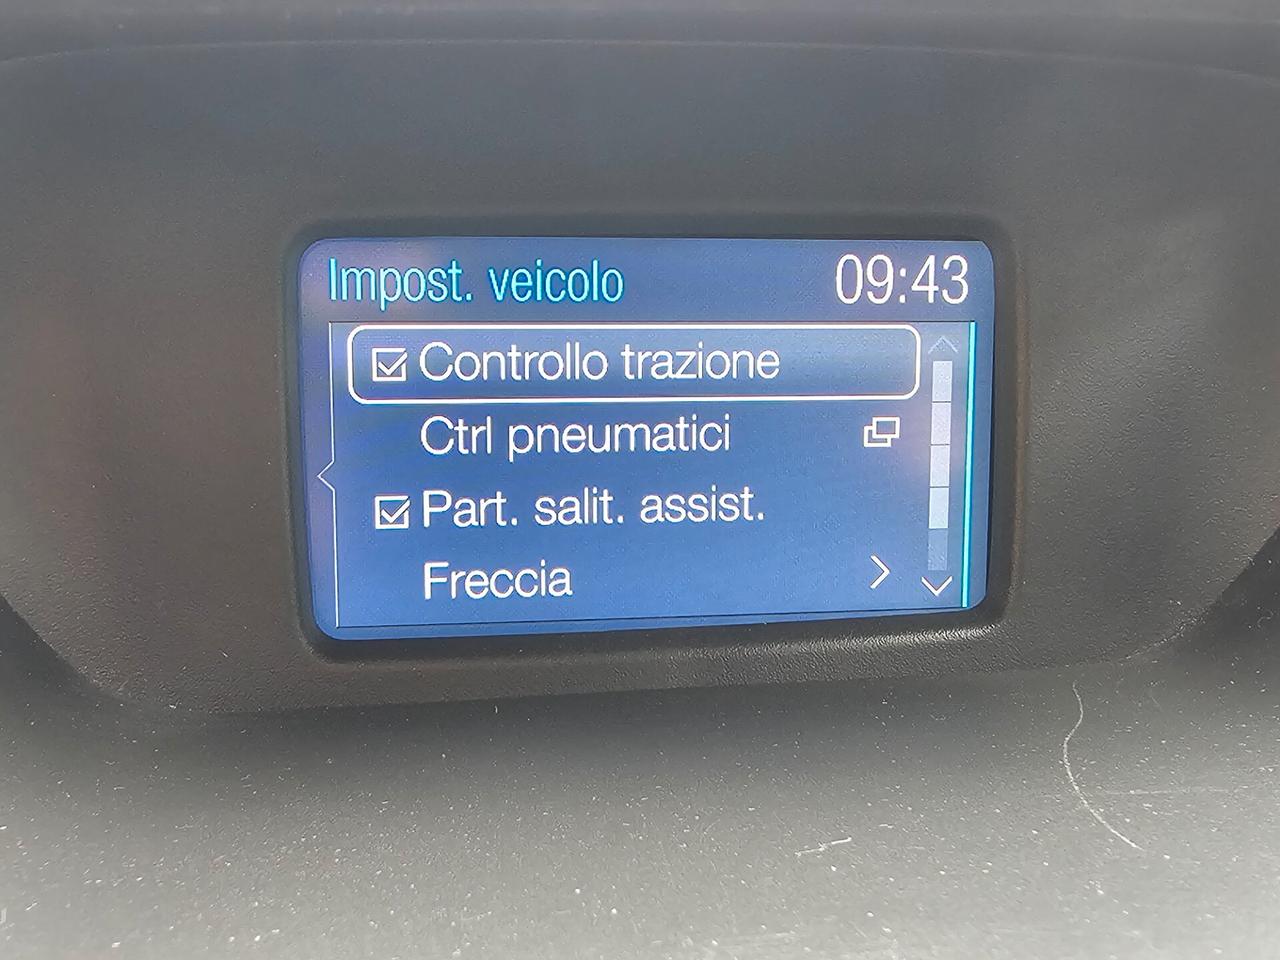 Impost. veicolo 09:43
Controllo trazione
Ctrl pneumatici
Part. salit. assist.
Freccia